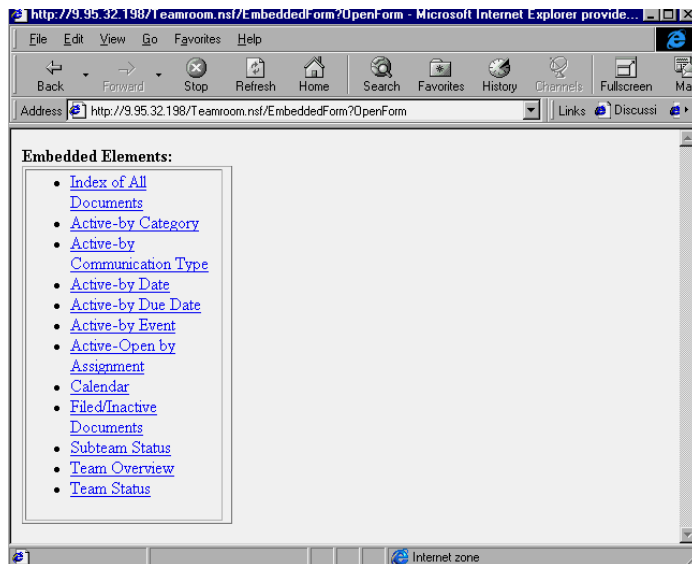 http://9.95.32.198/Teamroom.nsf/EmbeddedForm?OpenForm - Microsoft Internet Explorer provide...
File Edit View Go Favorites Help
Back Forward Stop Refresh Home Search Favorites History Channels Fullscreen Ma
Address http://9.95.32.198/Teamroom.nsf/EmbeddedForm?OpenForm Links Discussi
Embedded Elements:
• Index of All
Documents
• Active-by Category
• Active-by
Communication Type
• Active-by Date
• Active-by Due Date
• Active-by Event
• Active-Open by
Assignment
• Calendar
• Filed/Inactive
Documents
• Subteam Status
• Team Overview
• Team Status
Internet zone